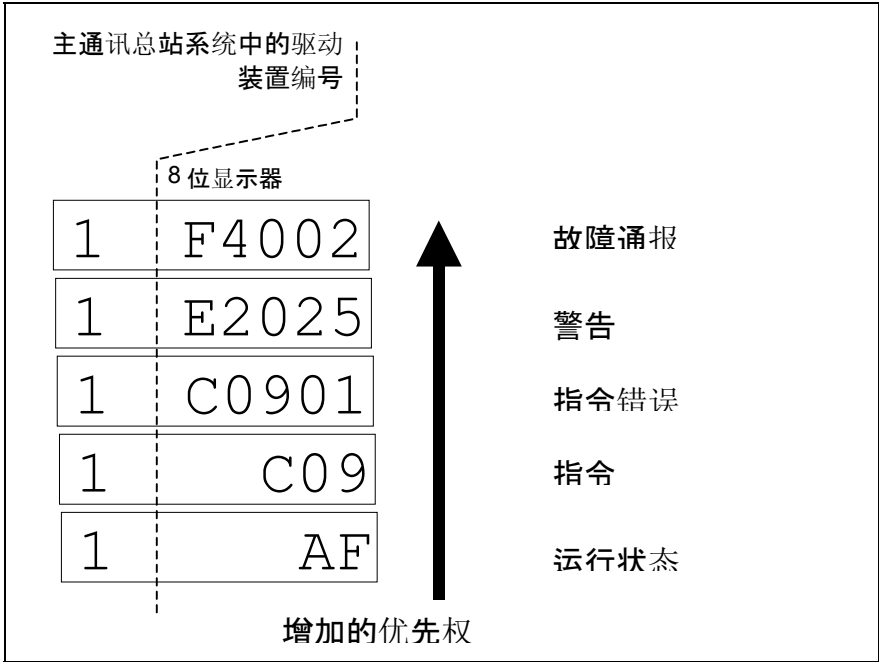 主通讯总站系统中的驱动
装置编号
8 位显示器
1 F4002 故障通报
1 E2025 警告
1 C0901 指令错误
1 C09 指令
1 AF 运行状态
增加的优先权